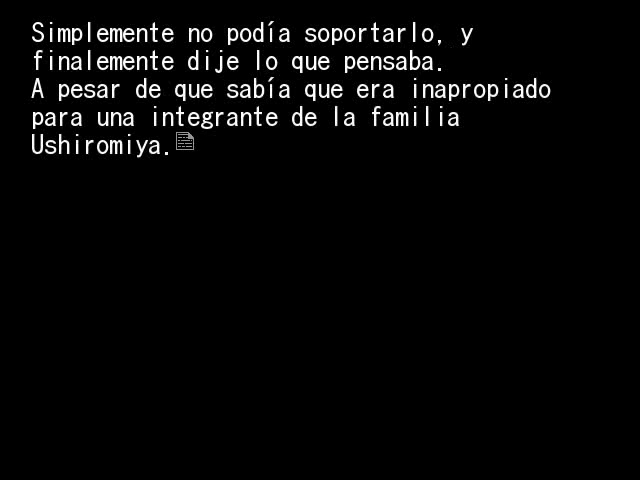 Simplemente no podía soportarlo, y
finalemente dije lo que pensaba.
A pesar de que sabía que era inapropiado
para una integrante de la familia
Ushiromiya.